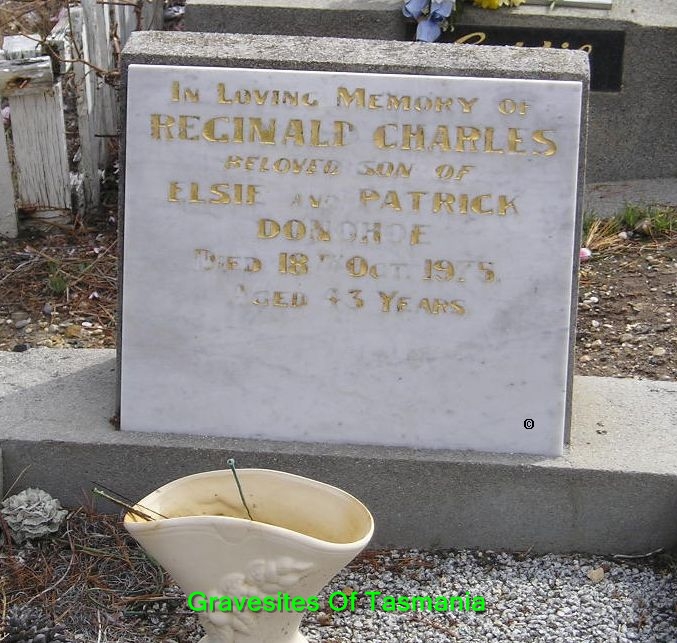 In Loving Memory of
REGINALD CHARLES
BELOVED SON OF
ELSIE AND PATRICK
DONOHOE
Died 18TH Oct. 1975.
Aged 43 Years
©
Gravesites Of Tasmania